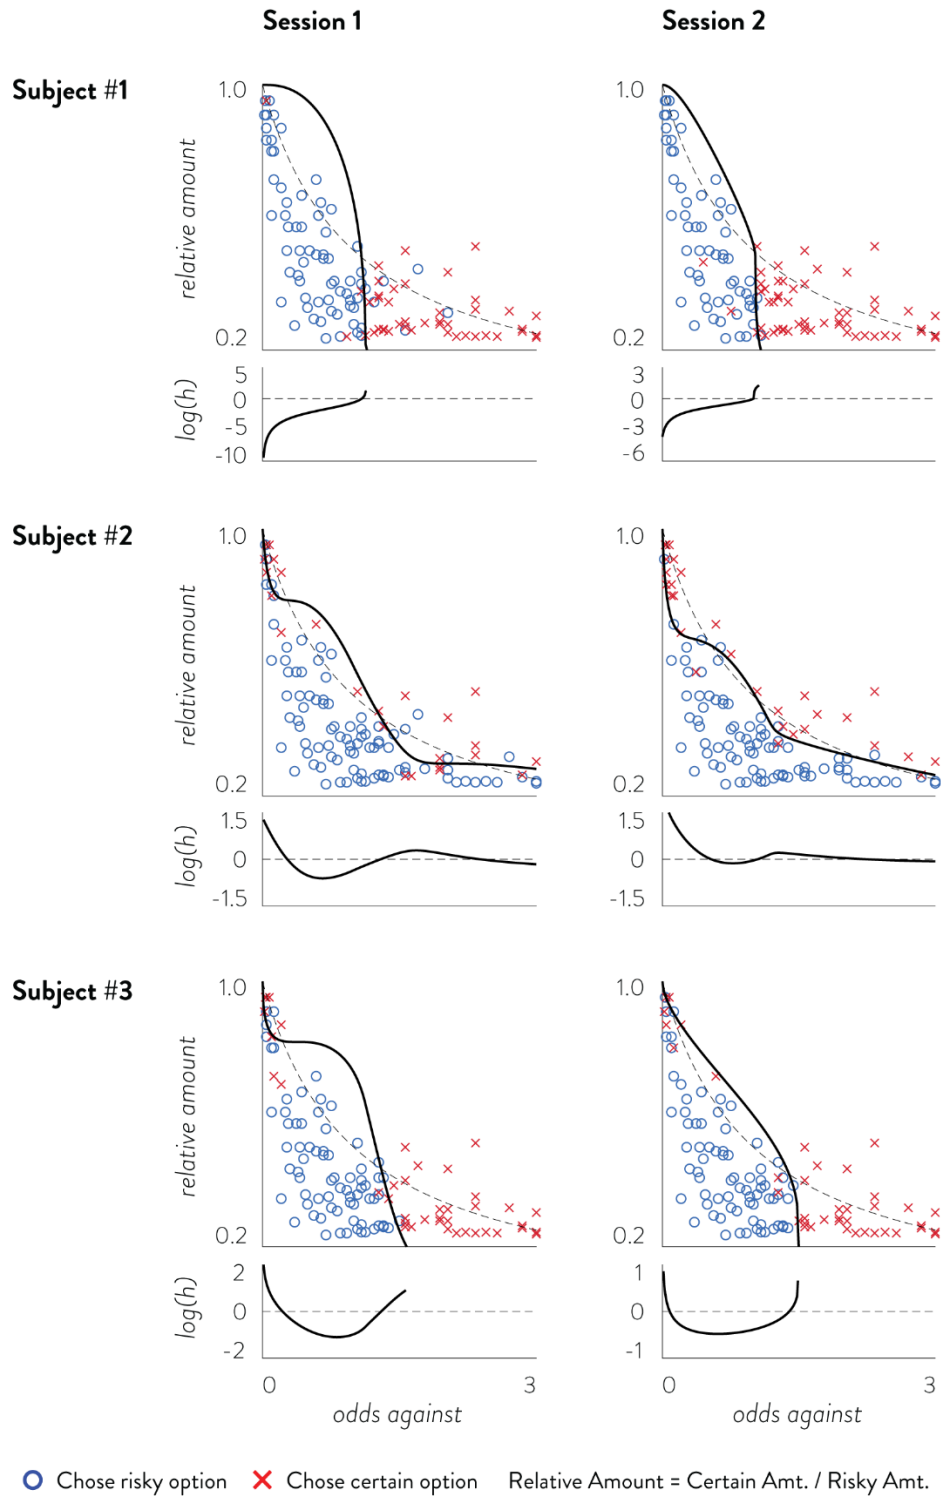 Session 1
Session 2
Subject #1
1.0
relative amount
0.2
1.0
0.2
5
0
-5
-10
log(h)
3
0
-3
-6
Subject #2
1.0
relative amount
0.2
1.0
0.2
1.5
0
-1.5
log(h)
1.5
0
-1.5
Subject #3
1.0
relative amount
0.2
1.0
0.2
2
0
-2
log(h)
1
0
-1
0 3
odds against
0 3
odds against
Chose risky option
Chose certain option
Relative Amount = Certain Amt. / Risky Amt.